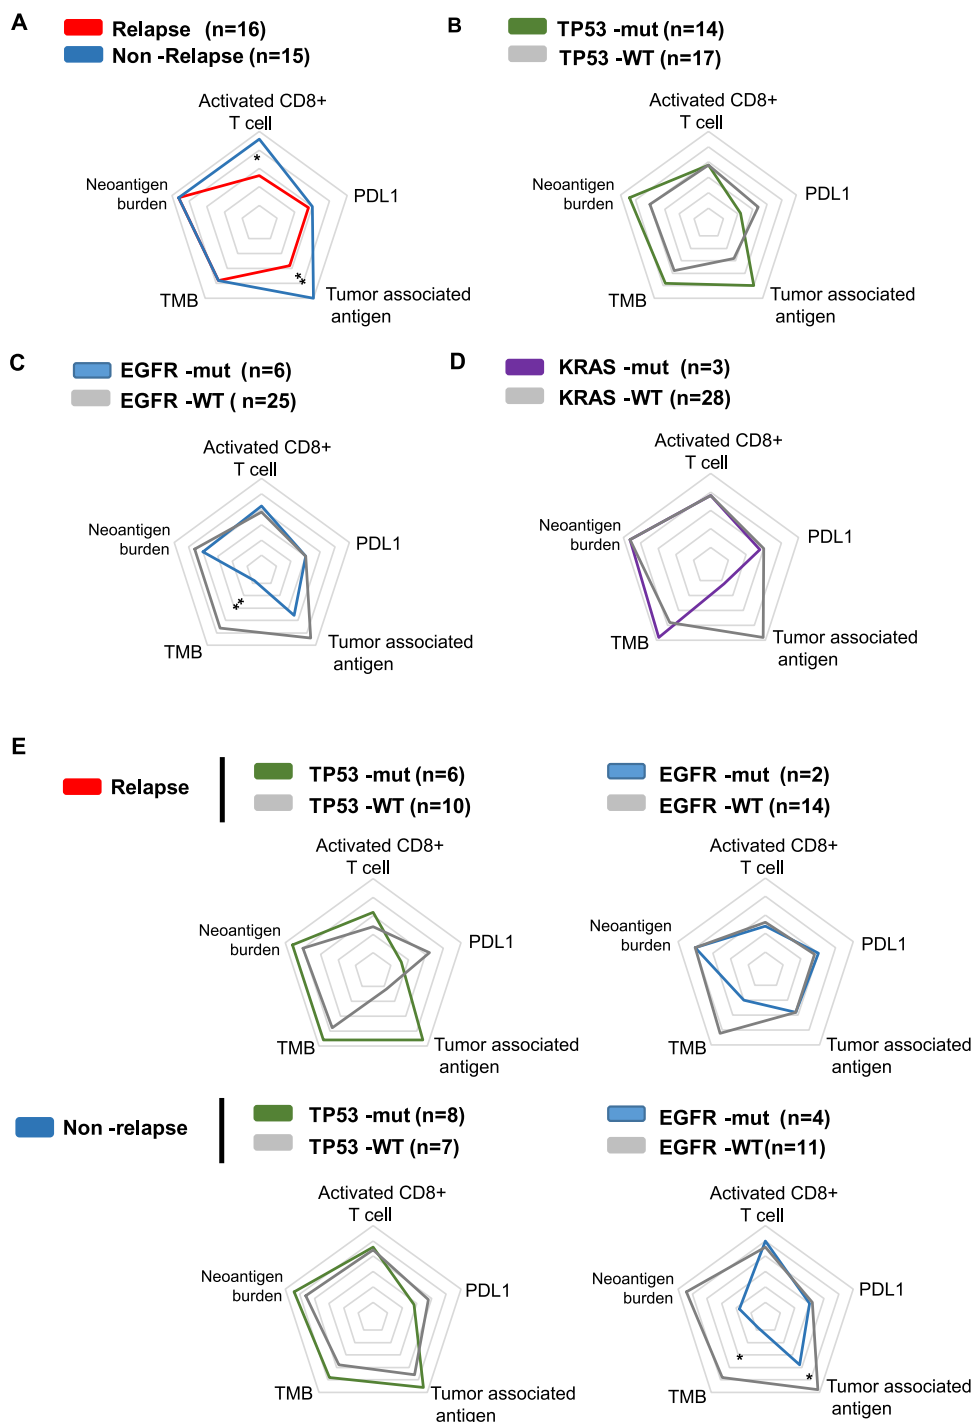 A
Relapse (n=16)
Non -Relapse (n=15)
Activated CD8+
T cell
*
Neoantigen
burden
PDL1
**
TMB
Tumor associated
antigen
B
TP53 -mut (n=14)
TP53 -WT (n=17)
Activated CD8+
T cell
Neoantigen
burden
PDL1
TMB
Tumor associated
antigen
C
EGFR -mut (n=6)
EGFR -WT ( n=25)
Activated CD8+
T cell
Neoantigen
burden
PDL1
**
TMB
Tumor associated
antigen
D
KRAS -mut (n=3)
KRAS -WT (n=28)
Activated CD8+
T cell
Neoantigen
burden
PDL1
TMB
Tumor associated
antigen
E
Relapse
TP53 -mut (n=6)
TP53 -WT (n=10)
Activated CD8+
T cell
Neoantigen
burden
PDL1
TMB
Tumor associated
antigen
EGFR -mut (n=2)
EGFR -WT (n=14)
Activated CD8+
T cell
Neoantigen
burden
PDL1
TMB
Tumor associated
antigen
Non -relapse
TP53 -mut (n=8)
TP53 -WT (n=7)
Activated CD8+
T cell
Neoantigen
burden
PDL1
TMB
Tumor associated
antigen
EGFR -mut (n=4)
EGFR -WT(n=11)
Activated CD8+
T cell
Neoantigen
burden
PDL1
*
*
TMB
Tumor associated
antigen